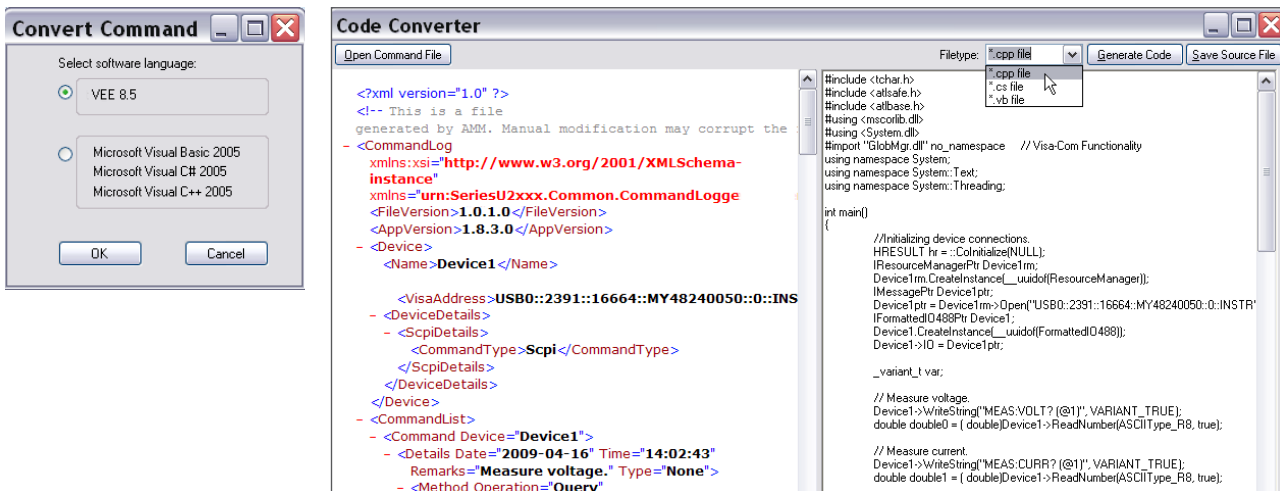 Convert Command
Select software language:
VEE 8.5
Microsoft Visual Basic 2005
Microsoft Visual C# 2005
Microsoft Visual C++ 2005
OK
Cancel
Code Converter
Open Command File
Filetype:
*.cpp file
Generate Code
Save Source File
*.cpp file
*.cs file
*.vb file
<?xml version="1.0" ?>
<!-- This is a file
generated by AMM. Manual modification may corrupt the
- <CommandLog
xmlns:xsi="http://www.w3.org/2001/XMLSchema-
instance"
xmlns="urn:SeriesU2xxx.Common.CommandLogge
<FileVersion>1.0.1.0</FileVersion>
<AppVersion>1.8.3.0</AppVersion>
- <Device>
<Name>Device1</Name>
<VisaAddress>USB0::2391::16664::MY48240050::0::INS
- <DeviceDetails>
- <ScpiDetails>
<CommandType>Scpi</CommandType>
</ScpiDetails>
</DeviceDetails>
</Device>
- <CommandList>
- <Command Device="Device1">
- <Details Date="2009-04-16" Time="14:02:43"
Remarks="Measure voltage." Type="None">
- <Method Operation="Query"
#include <tchar.h>
#include <atlsafe.h>
#include <atlbase.h>
#using <mscorlib.dll>
#using <System.dll>
#import "GlobMgr.dll" no_namespace // Visa-Com Functionality
using namespace System;
using namespace System::Text;
using namespace System::Threading;
int main()
{
//Initializing device connections.
HRESULT hr = ::CoInitialize(NULL);
IResourceManagerPtr Device1rm;
Device1rm.CreateInstance(__uuidof(ResourceManager));
IMessagePtr Device1ptr;
Device1ptr = Device1rm->Open("USB0::2391::16664::MY48240050::0::INSTR"
IFormattedIO488Ptr Device1;
Device1.CreateInstance(__uuidof(FormattedIO488));
Device1->IO = Device1ptr;
_variant_t var;
// Measure voltage.
Device1->WriteString("MEAS:VOLT? (@1)", VARIANT_TRUE);
double double0 = ( double)Device1->ReadNumber(ASCIIType_R8, true);
// Measure current.
Device1->WriteString("MEAS:CURR? (@1)", VARIANT_TRUE);
double double1 = ( double)Device1->ReadNumber(ASCIIType_R8, true);